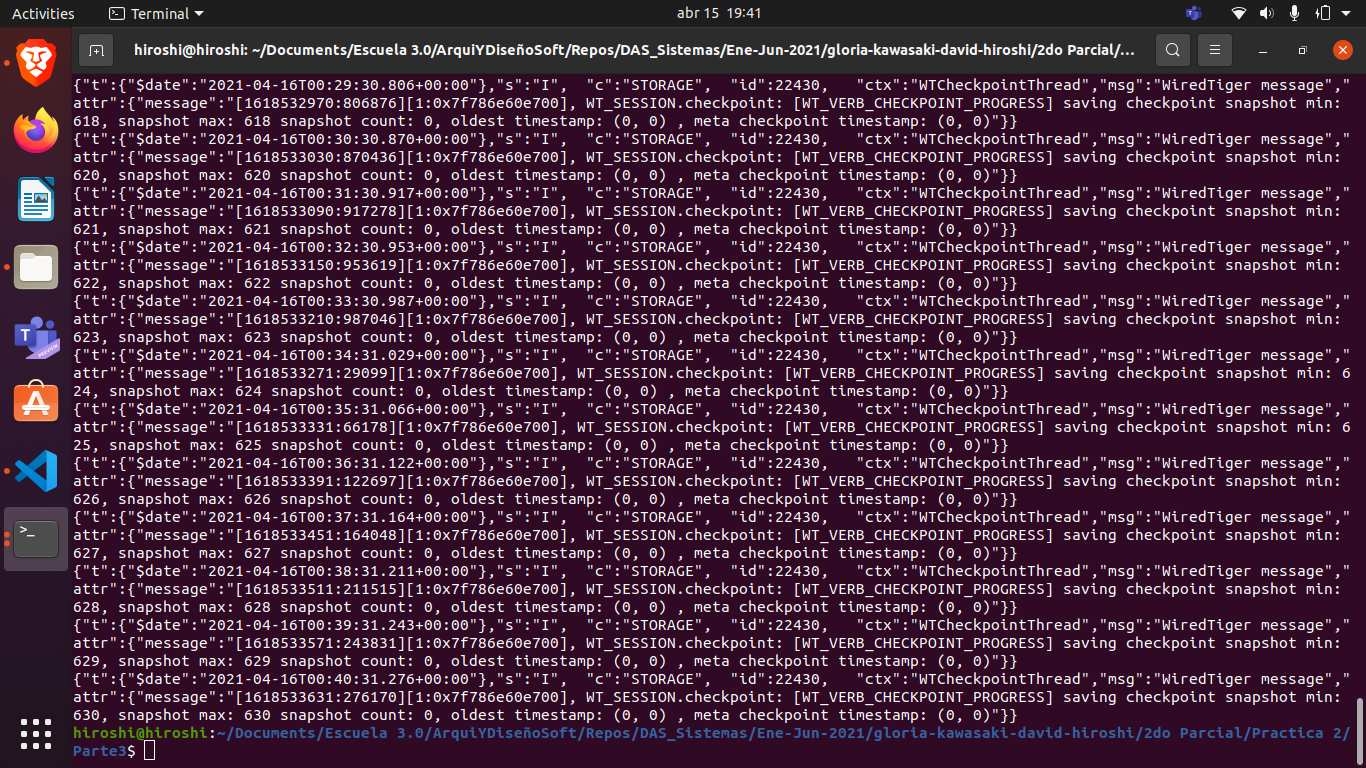 Activities
Terminal
abr 15 19:41
hiroshi@hiroshi: ~/Documents/Escuela 3.0/ArquiYDiseñoSoft/Repos/DAS_Sistemas/Ene-Jun-2021/gloria-kawasaki-david-hiroshi/2do Parcial/...
{"t":{"$date":"2021-04-16T00:29:30.806+00:00"},"s":"I",  "c":"STORAGE",  "id":22430,   "ctx":"WTCheckpointThread","msg":"WiredTiger message","
attr":{"message":"[1618532970:806876][1:0x7f786e60e700], WT_SESSION.checkpoint: [WT_VERB_CHECKPOINT_PROGRESS] saving checkpoint snapshot min:
618, snapshot max: 618 snapshot count: 0, oldest timestamp: (0, 0) , meta checkpoint timestamp: (0, 0)"}}
{"t":{"$date":"2021-04-16T00:30:30.870+00:00"},"s":"I",  "c":"STORAGE",  "id":22430,   "ctx":"WTCheckpointThread","msg":"WiredTiger message","
attr":{"message":"[1618533030:870436][1:0x7f786e60e700], WT_SESSION.checkpoint: [WT_VERB_CHECKPOINT_PROGRESS] saving checkpoint snapshot min:
620, snapshot max: 620 snapshot count: 0, oldest timestamp: (0, 0) , meta checkpoint timestamp: (0, 0)"}}
{"t":{"$date":"2021-04-16T00:31:30.917+00:00"},"s":"I",  "c":"STORAGE",  "id":22430,   "ctx":"WTCheckpointThread","msg":"WiredTiger message","
attr":{"message":"[1618533090:917278][1:0x7f786e60e700], WT_SESSION.checkpoint: [WT_VERB_CHECKPOINT_PROGRESS] saving checkpoint snapshot min:
621, snapshot max: 621 snapshot count: 0, oldest timestamp: (0, 0) , meta checkpoint timestamp: (0, 0)"}}
{"t":{"$date":"2021-04-16T00:32:30.953+00:00"},"s":"I",  "c":"STORAGE",  "id":22430,   "ctx":"WTCheckpointThread","msg":"WiredTiger message","
attr":{"message":"[1618533150:953619][1:0x7f786e60e700], WT_SESSION.checkpoint: [WT_VERB_CHECKPOINT_PROGRESS] saving checkpoint snapshot min:
622, snapshot max: 622 snapshot count: 0, oldest timestamp: (0, 0) , meta checkpoint timestamp: (0, 0)"}}
{"t":{"$date":"2021-04-16T00:33:30.987+00:00"},"s":"I",  "c":"STORAGE",  "id":22430,   "ctx":"WTCheckpointThread","msg":"WiredTiger message","
attr":{"message":"[1618533210:987046][1:0x7f786e60e700], WT_SESSION.checkpoint: [WT_VERB_CHECKPOINT_PROGRESS] saving checkpoint snapshot min:
623, snapshot max: 623 snapshot count: 0, oldest timestamp: (0, 0) , meta checkpoint timestamp: (0, 0)"}}
{"t":{"$date":"2021-04-16T00:34:31.029+00:00"},"s":"I",  "c":"STORAGE",  "id":22430,   "ctx":"WTCheckpointThread","msg":"WiredTiger message","
attr":{"message":"[1618533271:29099][1:0x7f786e60e700], WT_SESSION.checkpoint: [WT_VERB_CHECKPOINT_PROGRESS] saving checkpoint snapshot min: 6
24, snapshot max: 624 snapshot count: 0, oldest timestamp: (0, 0) , meta checkpoint timestamp: (0, 0)"}}
{"t":{"$date":"2021-04-16T00:35:31.066+00:00"},"s":"I",  "c":"STORAGE",  "id":22430,   "ctx":"WTCheckpointThread","msg":"WiredTiger message","
attr":{"message":"[1618533331:66178][1:0x7f786e60e700], WT_SESSION.checkpoint: [WT_VERB_CHECKPOINT_PROGRESS] saving checkpoint snapshot min: 6
25, snapshot max: 625 snapshot count: 0, oldest timestamp: (0, 0) , meta checkpoint timestamp: (0, 0)"}}
{"t":{"$date":"2021-04-16T00:36:31.122+00:00"},"s":"I",  "c":"STORAGE",  "id":22430,   "ctx":"WTCheckpointThread","msg":"WiredTiger message","
attr":{"message":"[1618533391:122697][1:0x7f786e60e700], WT_SESSION.checkpoint: [WT_VERB_CHECKPOINT_PROGRESS] saving checkpoint snapshot min:
626, snapshot max: 626 snapshot count: 0, oldest timestamp: (0, 0) , meta checkpoint timestamp: (0, 0)"}}
{"t":{"$date":"2021-04-16T00:37:31.164+00:00"},"s":"I",  "c":"STORAGE",  "id":22430,   "ctx":"WTCheckpointThread","msg":"WiredTiger message","
attr":{"message":"[1618533451:164048][1:0x7f786e60e700], WT_SESSION.checkpoint: [WT_VERB_CHECKPOINT_PROGRESS] saving checkpoint snapshot min:
627, snapshot max: 627 snapshot count: 0, oldest timestamp: (0, 0) , meta checkpoint timestamp: (0, 0)"}}
{"t":{"$date":"2021-04-16T00:38:31.211+00:00"},"s":"I",  "c":"STORAGE",  "id":22430,   "ctx":"WTCheckpointThread","msg":"WiredTiger message","
attr":{"message":"[1618533511:211515][1:0x7f786e60e700], WT_SESSION.checkpoint: [WT_VERB_CHECKPOINT_PROGRESS] saving checkpoint snapshot min:
628, snapshot max: 628 snapshot count: 0, oldest timestamp: (0, 0) , meta checkpoint timestamp: (0, 0)"}}
{"t":{"$date":"2021-04-16T00:39:31.243+00:00"},"s":"I",  "c":"STORAGE",  "id":22430,   "ctx":"WTCheckpointThread","msg":"WiredTiger message","
attr":{"message":"[1618533571:243831][1:0x7f786e60e700], WT_SESSION.checkpoint: [WT_VERB_CHECKPOINT_PROGRESS] saving checkpoint snapshot min:
629, snapshot max: 629 snapshot count: 0, oldest timestamp: (0, 0) , meta checkpoint timestamp: (0, 0)"}}
{"t":{"$date":"2021-04-16T00:40:31.276+00:00"},"s":"I",  "c":"STORAGE",  "id":22430,   "ctx":"WTCheckpointThread","msg":"WiredTiger message","
attr":{"message":"[1618533631:276170][1:0x7f786e60e700], WT_SESSION.checkpoint: [WT_VERB_CHECKPOINT_PROGRESS] saving checkpoint snapshot min:
630, snapshot max: 630 snapshot count: 0, oldest timestamp: (0, 0) , meta checkpoint timestamp: (0, 0)"}}
hiroshi@hiroshi:~/Documents/Escuela 3.0/ArquiYDiseñoSoft/Repos/DAS_Sistemas/Ene-Jun-2021/gloria-kawasaki-david-hiroshi/2do Parcial/Practica 2/
Parte3$
T
PREVIEW
>_